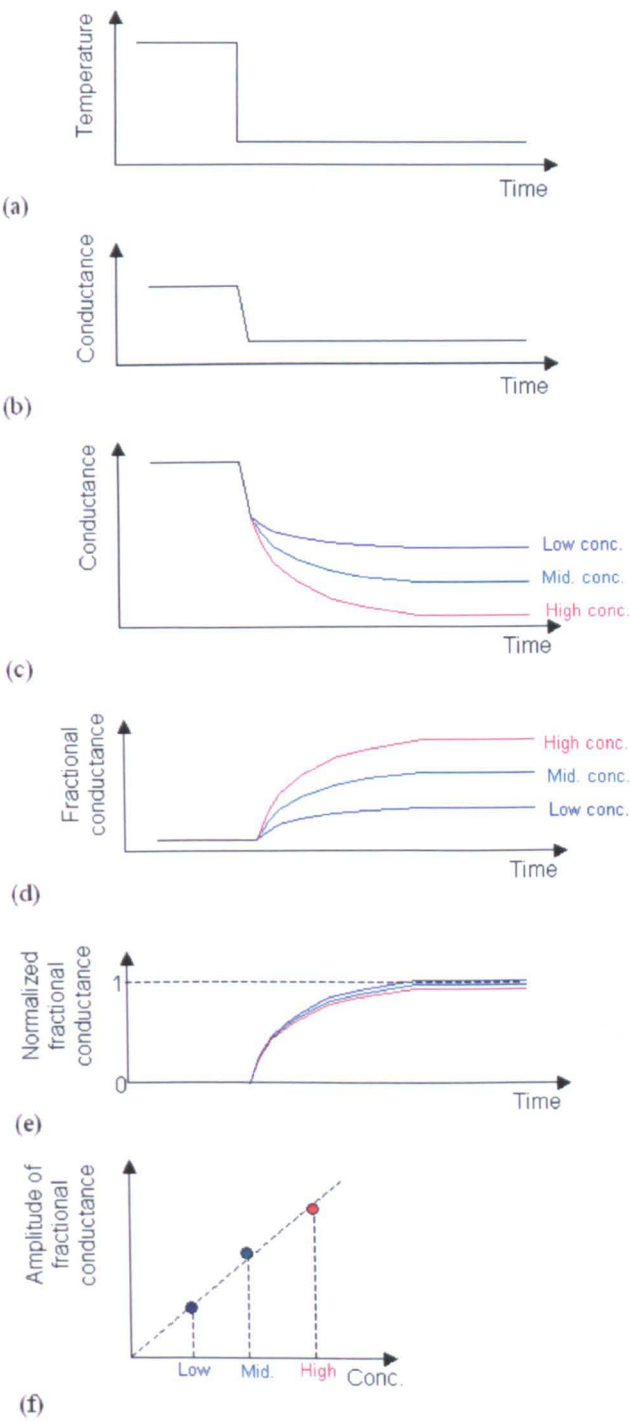 Temperature
Time
(a)
Conductance
Time
(b)
Conductance
Low conc.
Mid. conc.
High conc.
Time
(c)
Fractional
conductance
High conc.
Mid. conc.
Low conc.
Time
(d)
Normalized
fractional
conductance
1
0
Time
(e)
Amplitude of
fractional
conductance
Low Mid. High Conc.
(f)